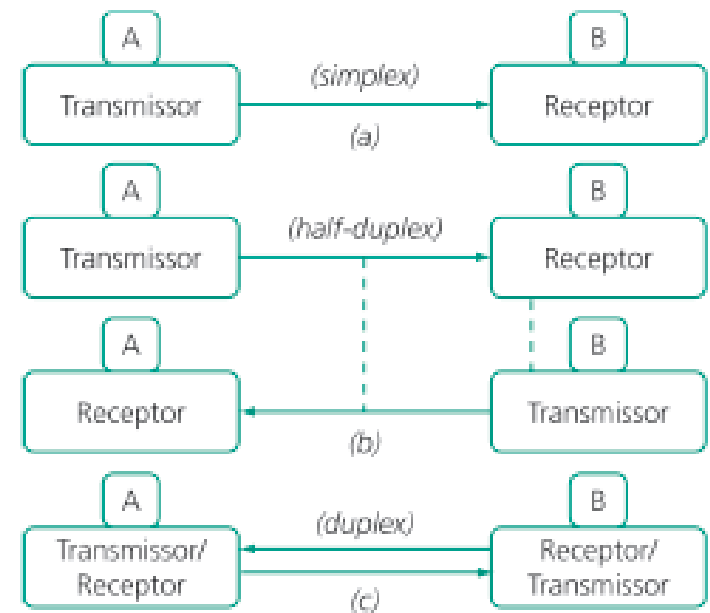 A
B
Transmissor
(simplex)
Receptor
(a)
A
B
Transmissor
(half-duplex)
Receptor
A
B
Receptor
Transmissor
(b)
A
B
Transmissor/
Receptor
(duplex)
Receptor/
Transmissor
(c)